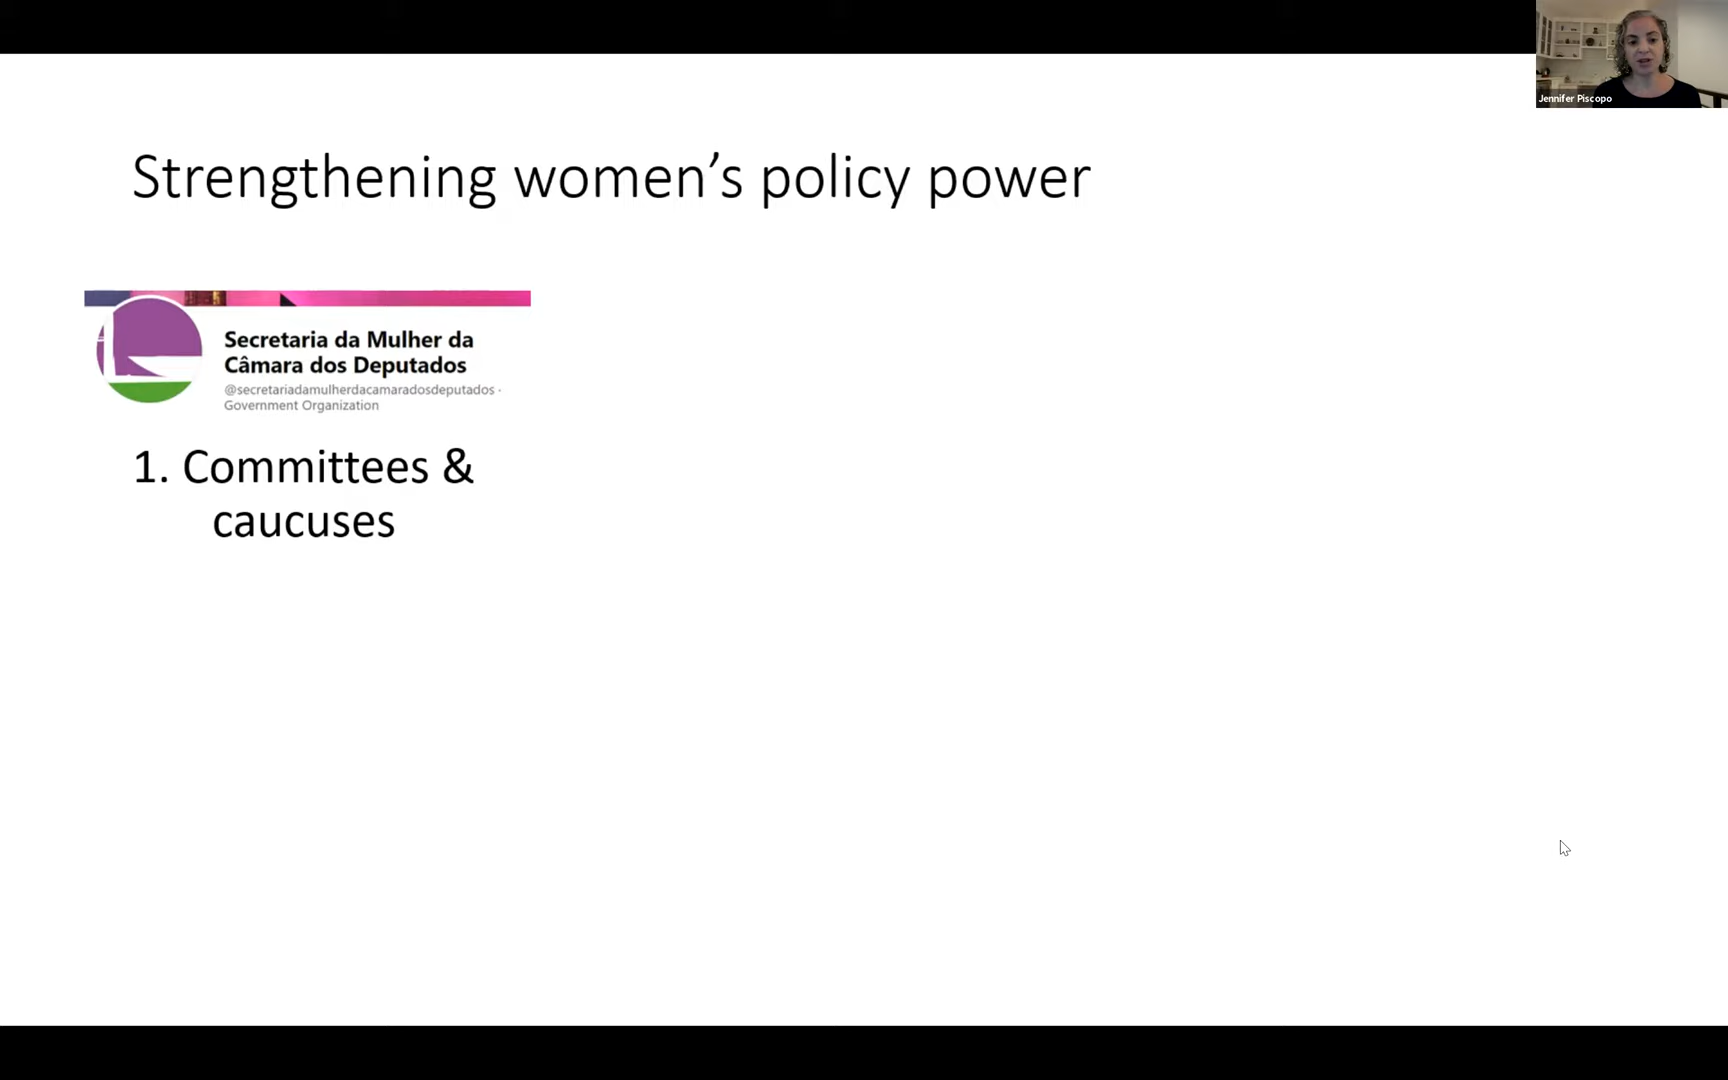 Jennifer Piscopo
Strengthening women’s policy power
Secretaria da Mulher da
Câmara dos Deputados
@secretariadamulherdacamaradosdeputados ·
Government Organization
1. Committees &
caucuses